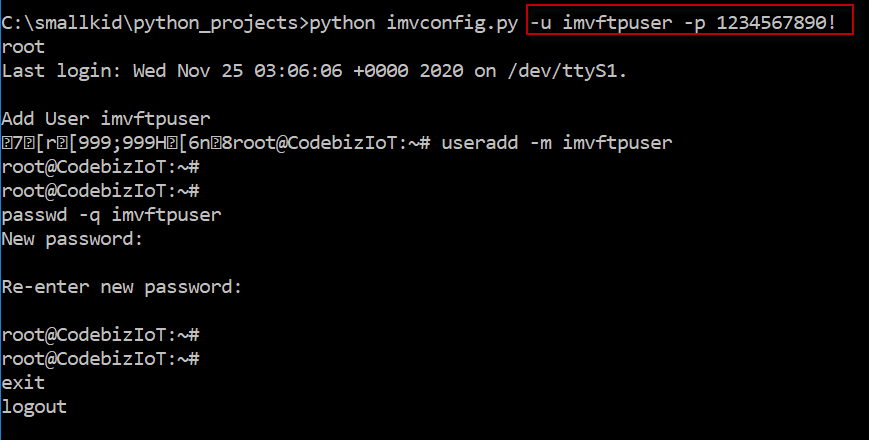 C:\smallkid\python_projects>python imvconfig.py -u imvftpuser -p 1234567890!
root
Last login: Wed Nov 25 03:06:06 +0000 2020 on /dev/ttyS1.
Add User imvftpuser
7[r[999;999H[6n8root@CodebizIoT:~# useradd -m imvftpuser
root@CodebizIoT:~#
root@CodebizIoT:~#
passwd -q imvftpuser
New password:
Re-enter new password:
root@CodebizIoT:~#
root@CodebizIoT:~#
exit
logout